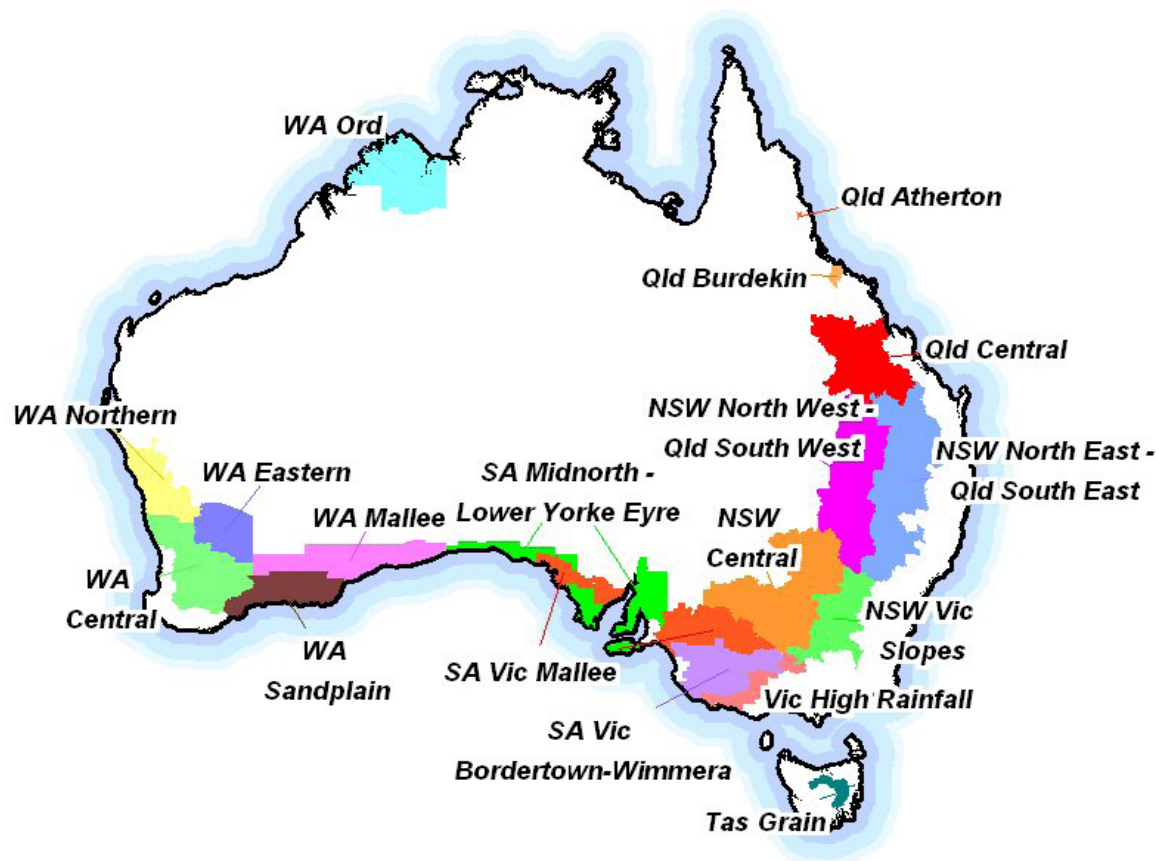 WA Ord
Qld Atherton
Qld Burdekin
Qld Central
WA Northern
NSW North West -
Qld South West
NSW North East -
Qld South East
WA Eastern
SA Midnorth -
Lower Yorke Eyre
WA Mallee
NSW
Central
WA
Central
NSW Vic
Slopes
WA
Sandplain
SA Vic Mallee
Vic High Rainfall
SA Vic
Bordertown-Wimmera
Tas Grain